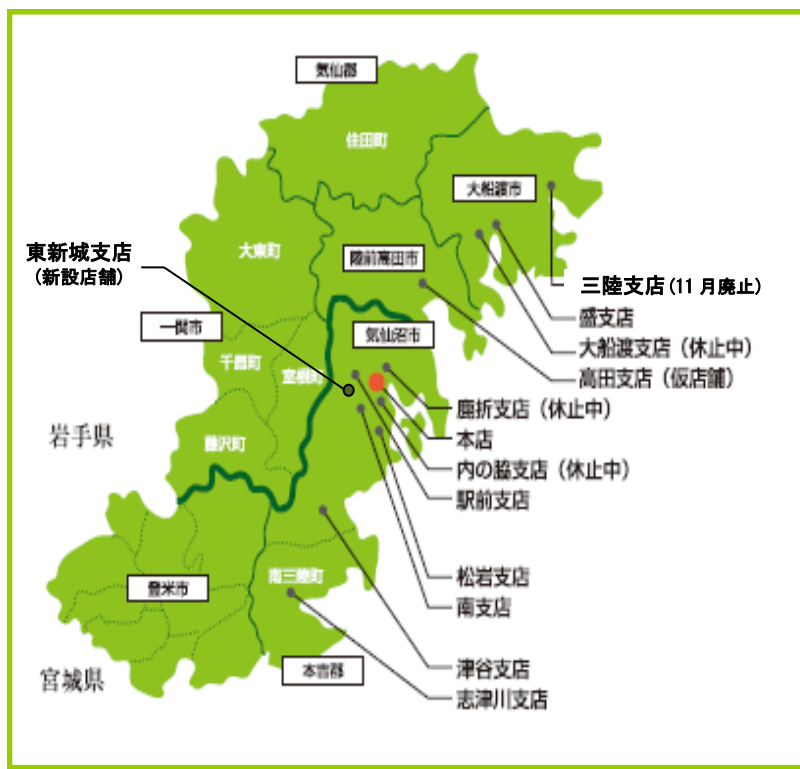 気仙郡
住田町
大船渡市
大東町
東新城支店
(新設店舗)
陸前高田市
三陸支店(11月廃止)
盛支店
一関市
気仙沼市
大船渡支店（休止中）
千厩町
室根町
高田支店（仮店舗）
鹿折支店（休止中）
岩手県
藤沢町
本店
内の脇支店（休止中）
駅前支店
松岩支店
南三陸町
登米市
南支店
本吉郡
津谷支店
宮城県
志津川支店